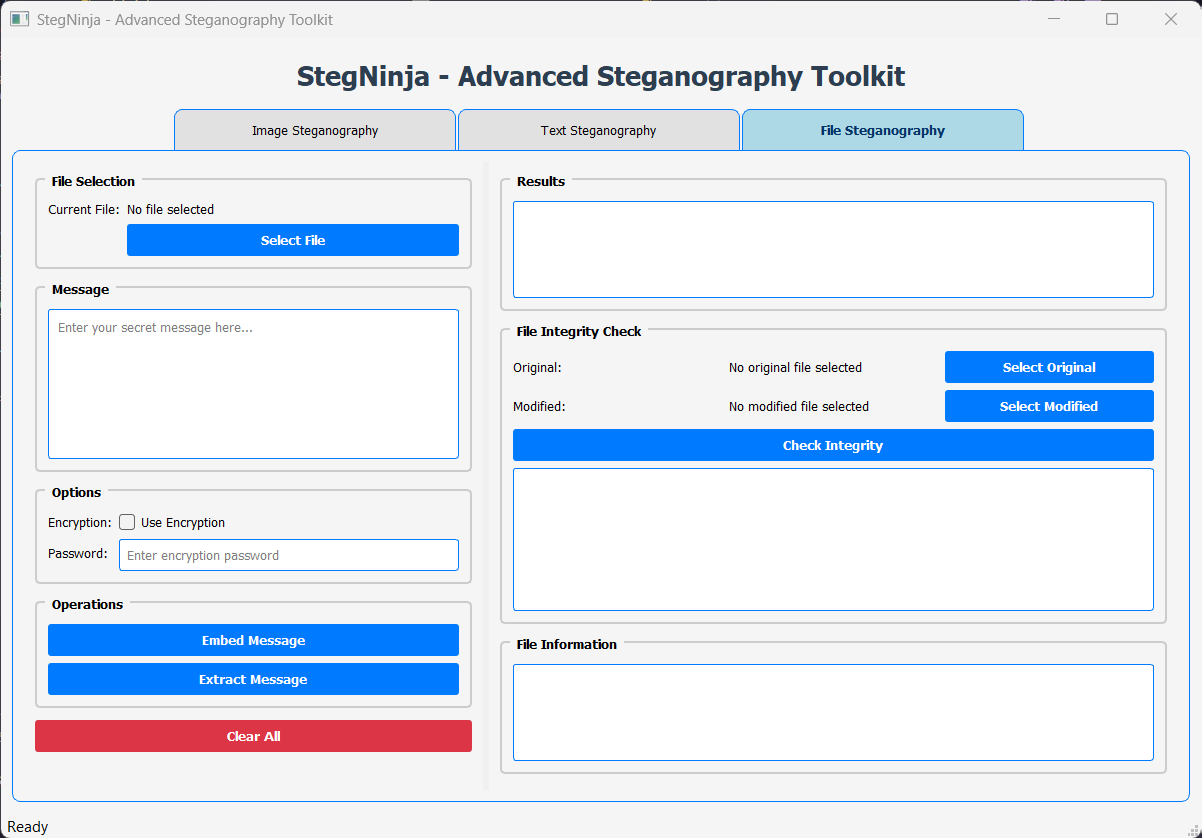 StegNinja - Advanced Steganography Toolkit
StegNinja - Advanced Steganography Toolkit
Image Steganography
Text Steganography
File Steganography
File Selection
Current File: No file selected
Select File
Message
Enter your secret message here...
Options
Encryption: Use Encryption
Password: Enter encryption password
Operations
Embed Message
Extract Message
Clear All
Results
File Integrity Check
Original: No original file selected Select Original
Modified: No modified file selected Select Modified
Check Integrity
File Information
Ready